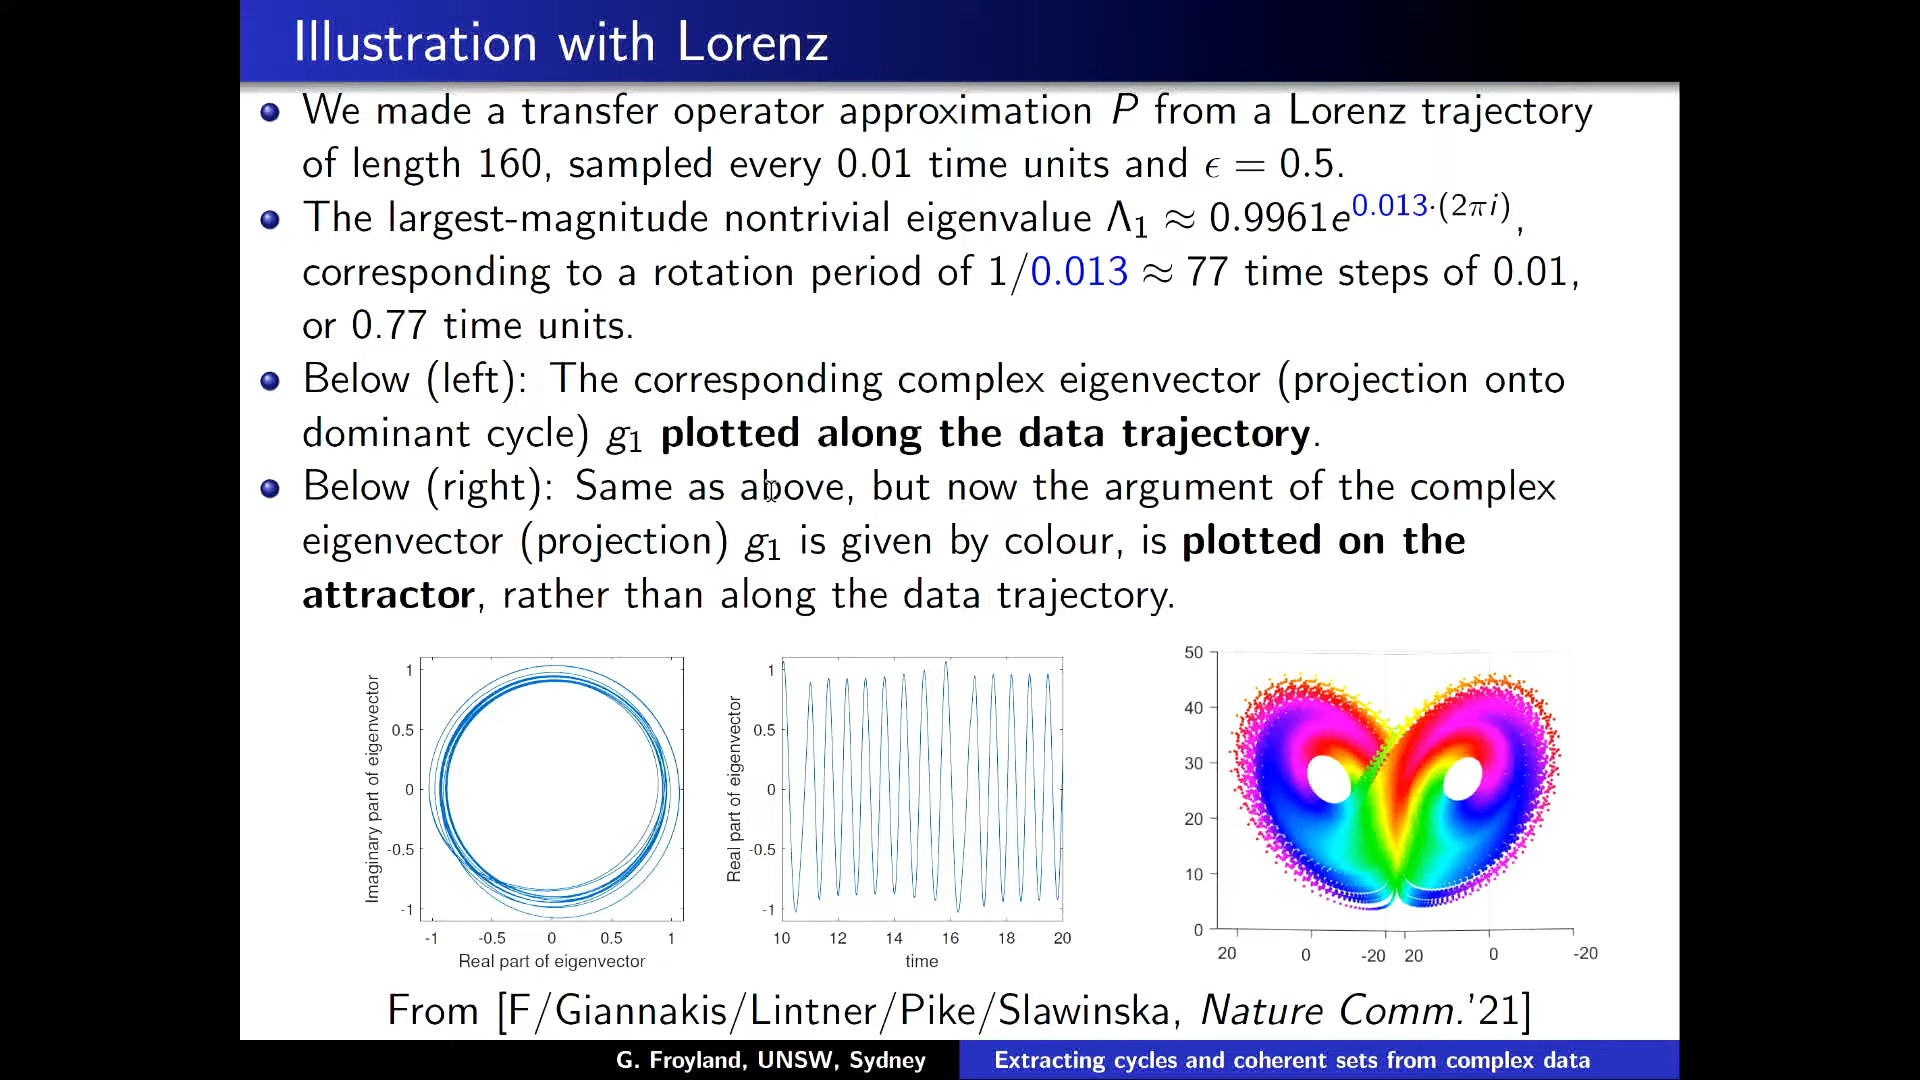 Illustration with Lorenz
We made a transfer operator approximation P from a Lorenz trajectory
of length 160, sampled every 0.01 time units and ϵ = 0.5.
The largest-magnitude nontrivial eigenvalue Λ₁ ≈ 0.9961e^{0.013·(2πi)},
corresponding to a rotation period of 1/0.013 ≈ 77 time steps of 0.01,
or 0.77 time units.
Below (left): The corresponding complex eigenvector (projection onto
dominant cycle) g₁ plotted along the data trajectory.
Below (right): Same as above, but now the argument of the complex
eigenvector (projection) g₁ is given by colour, is plotted on the
attractor, rather than along the data trajectory.
Imaginary part of eigenvector
1
0.5
0
-0.5
-1
-1 -0.5 0 0.5 1
Real part of eigenvector
Real part of eigenvector
1
0.5
0
-0.5
-1
10 12 14 16 18 20
time
50
40
30
20
10
0
20 0 -20 20 0 -20
From [F/Giannakis/Lintner/Pike/Slawinska, Nature Comm.'21]
G. Froyland, UNSW, Sydney
Extracting cycles and coherent sets from complex data